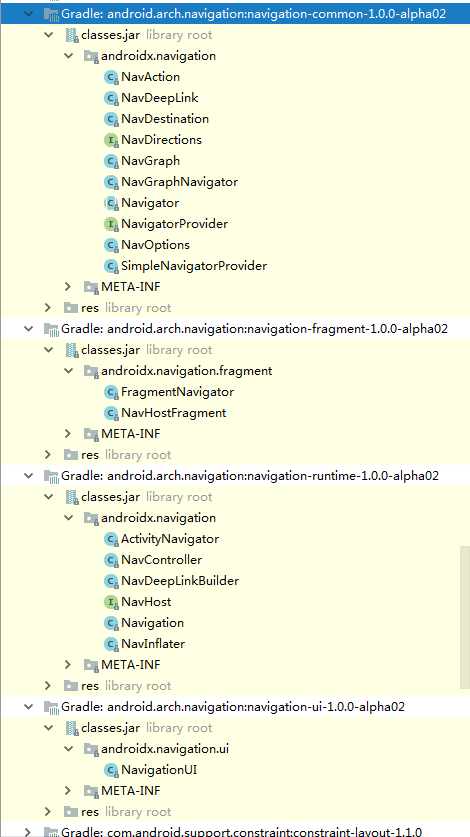 Gradle: android.arch.navigation:navigation-common-1.0.0-alpha02
classes.jar library root
androidx.navigation
NavAction
NavDeepLink
NavDestination
NavDirections
NavGraph
NavGraphNavigator
Navigator
NavigatorProvider
NavOptions
SimpleNavigatorProvider
META-INF
res library root
Gradle: android.arch.navigation:navigation-fragment-1.0.0-alpha02
classes.jar library root
androidx.navigation.fragment
FragmentNavigator
NavHostFragment
META-INF
res library root
Gradle: android.arch.navigation:navigation-runtime-1.0.0-alpha02
classes.jar library root
androidx.navigation
ActivityNavigator
NavController
NavDeepLinkBuilder
NavHost
Navigation
NavInflater
META-INF
res library root
Gradle: android.arch.navigation:navigation-ui-1.0.0-alpha02
classes.jar library root
androidx.navigation.ui
NavigationUI
META-INF
res library root
Gradle: com.android.support.constraint:constraint-layout-1.1.0